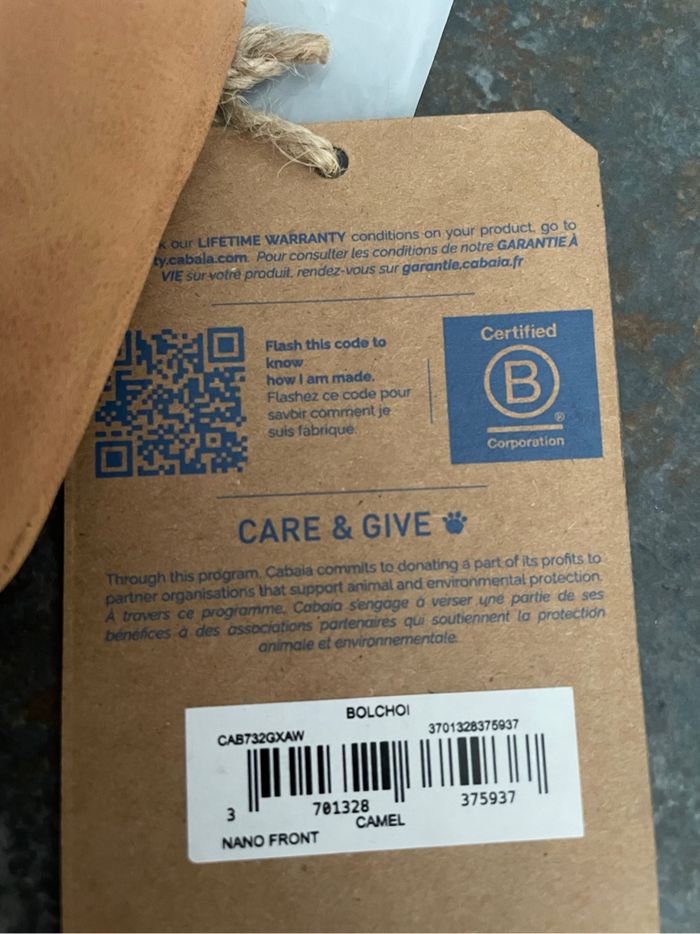 our LIFETIME WARRANTY conditions on your product, go to
ty.cabaia.com. Pour consulter les conditions de notre GARANTIE À
VIE sur votre produit, rendez-vous sur garantie.cabaia.fr
Flash this code to
know
how I am made.
Flashez ce code pour
savoir comment je
suis fabriqué.
Certified
B
®
Corporation
CARE & GIVE
Through this program, Cabaia commits to donating a part of its profits to
partner organisations that support animal and environmental protection.
À travers ce programme, Cabaïa s'engage à verser une partie de ses
bénéfices à des associations partenaires qui soutiennent la protection
animale et environnementale.
BOLCHOI
CAB732GXAW 3701328375937
3 701328 375937
CAMEL
NANO FRONT